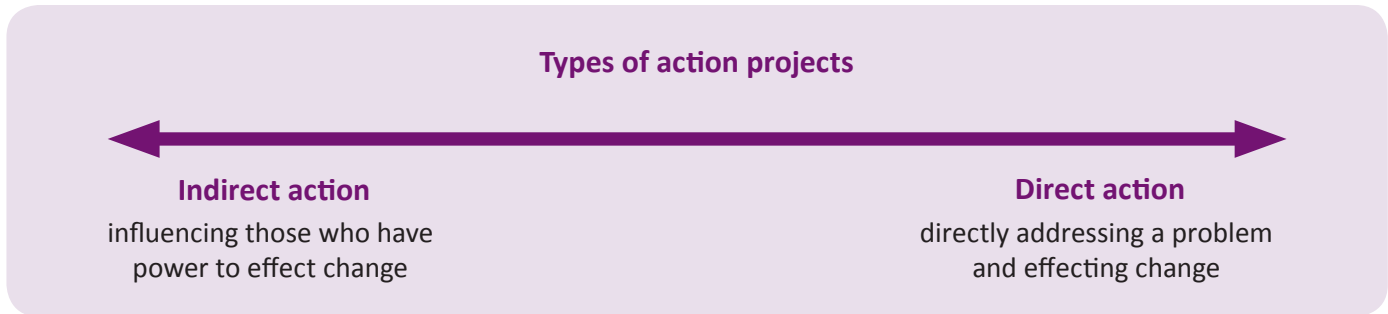 Types of action projects
Indirect action
influencing those who have
power to effect change
Direct action
directly addressing a problem
and effecting change